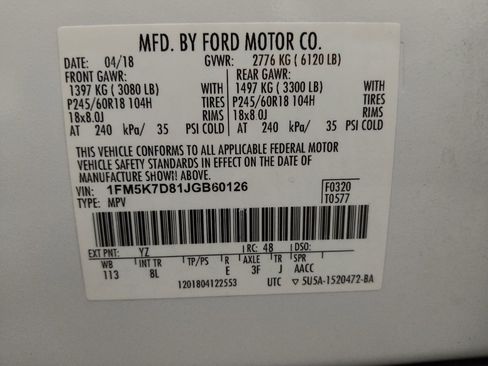 MFD. BY FORD MOTOR CO.
DATE: 04/18 GVWR: 2776 KG ( 6120 LB)
FRONT GAWR: REAR GAWR:
1397 KG ( 3080 LB) WITH 1497 KG ( 3300 LB) WITH
P245/60R18 104H TIRES P245/60R18 104H TIRES
18x8.0J RIMS 18x8.0J RIMS
AT 240 kPa/ 35 PSI COLD AT 240 kPa/ 35 PSI COLD
THIS VEHICLE CONFORMS TO ALL APPLICABLE FEDERAL MOTOR
VEHICLE SAFETY STANDARDS IN EFFECT ON THE DATE OF
MANUFACTURE SHOWN!! ABOVE.
VIN: 1FM5K7D81JGB60126 F0320
TYPE: MPV T0577
EXT PNT: YZ RC: 48 DSO:
WB INT TR TP/PS R AXLE TR SPR
113 8L E 3F J AACC
1201804122553 UTC ▽ 5U5A-1520472-BA